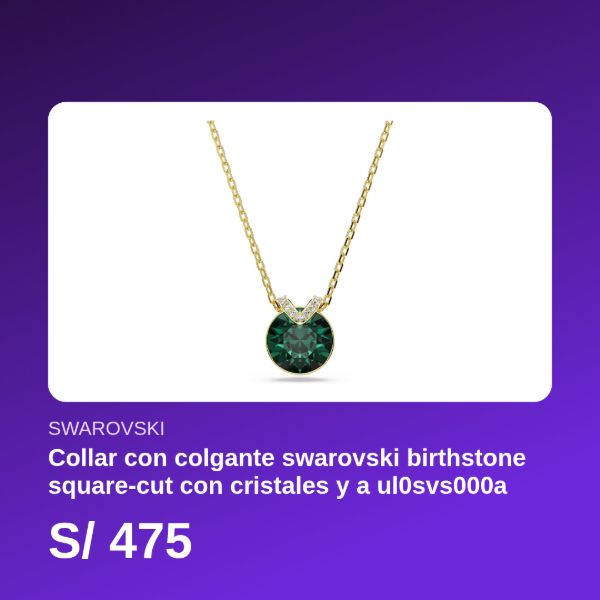 SWAROVSKI
Collar con colgante swarovski birthstone
square-cut con cristales y a ul0svs000a
S/ 475